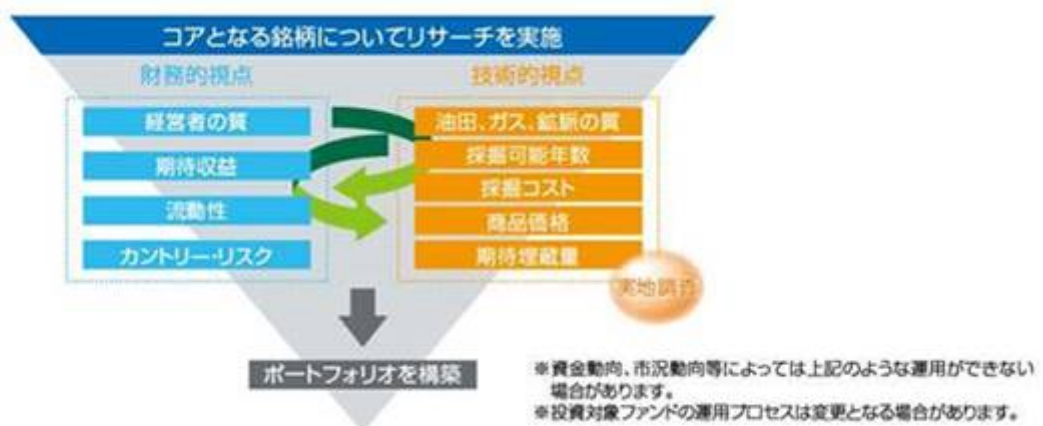 コアとなる銘柄についてリサーチを実施
財務的視点
経営者の質
期待収益
流動性
カントリー・リスク
技術的視点
油田、ガス、鉱脈の質
採掘可能年数
採掘コスト
商品価格
期待埋蔵量
実地調査
ポートフォリオを構築
※資金動向、市況動向等によっては上記のような運用ができない
場合があります。
※投資対象ファンドの運用プロセスは変更となる場合があります。